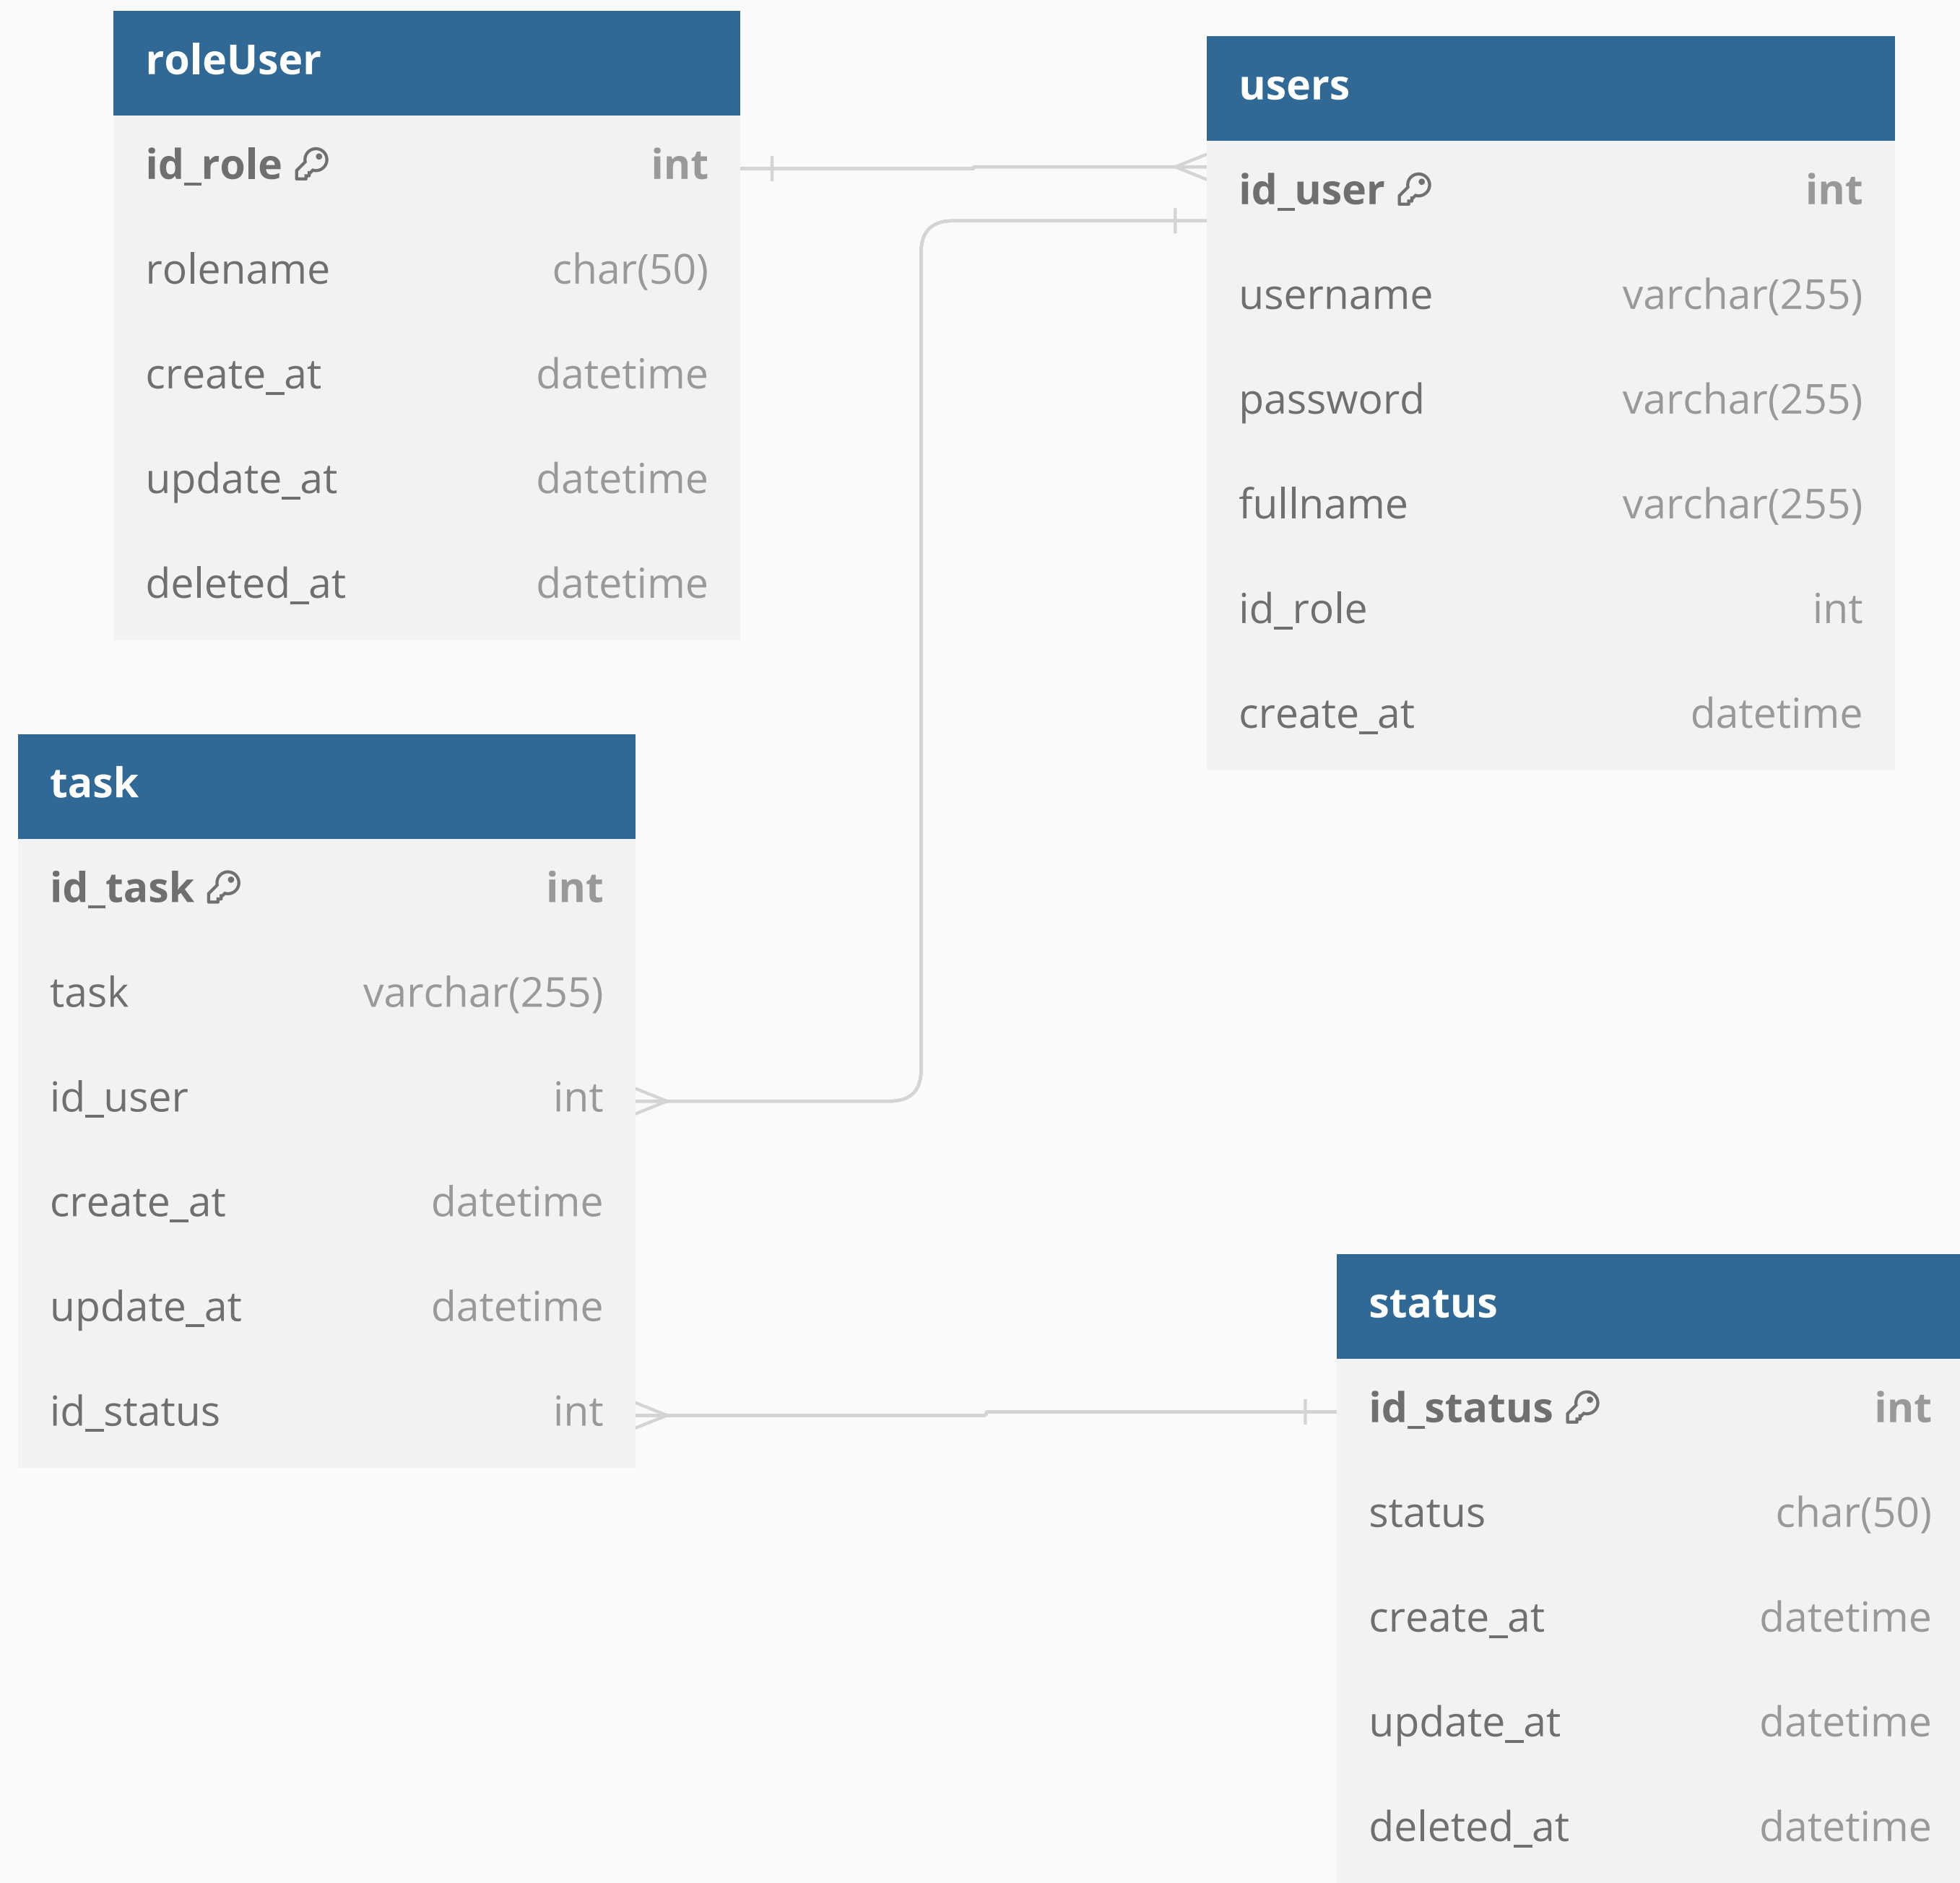 roleUser
id_role int
rolename char(50)
create_at datetime
update_at datetime
deleted_at datetime
users
id_user int
username varchar(255)
password varchar(255)
fullname varchar(255)
id_role int
create_at datetime
task
id_task int
task varchar(255)
id_user int
create_at datetime
update_at datetime
id_status int
status
id_status int
status char(50)
create_at datetime
update_at datetime
deleted_at datetime